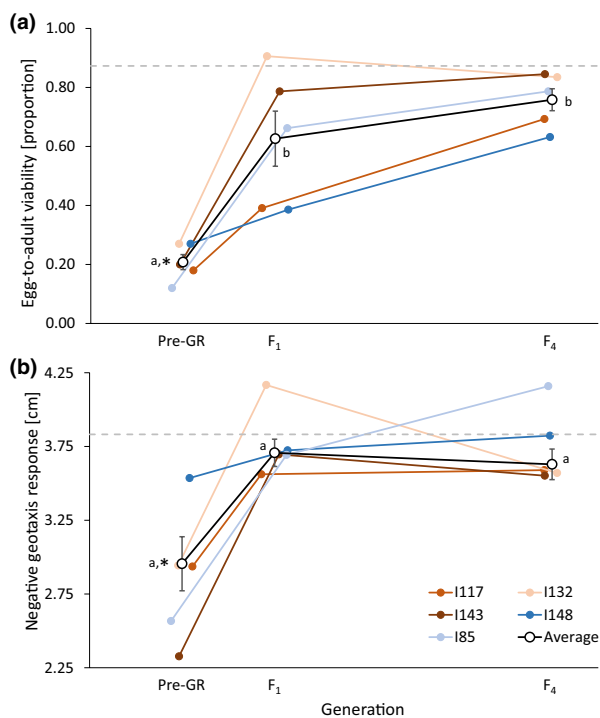 (a)
Egg-to-adult viability [proportion]
1.00
0.80
0.60
0.40
0.20
0.00
a,*
b
b
Pre-GR F₁ F₄
(b)
Negative geotaxis response [cm]
4.25
3.75
3.25
2.75
2.25
a,*
a
a
I117 I132
I143 I148
I85 Average
Pre-GR F₁ F₄
Generation